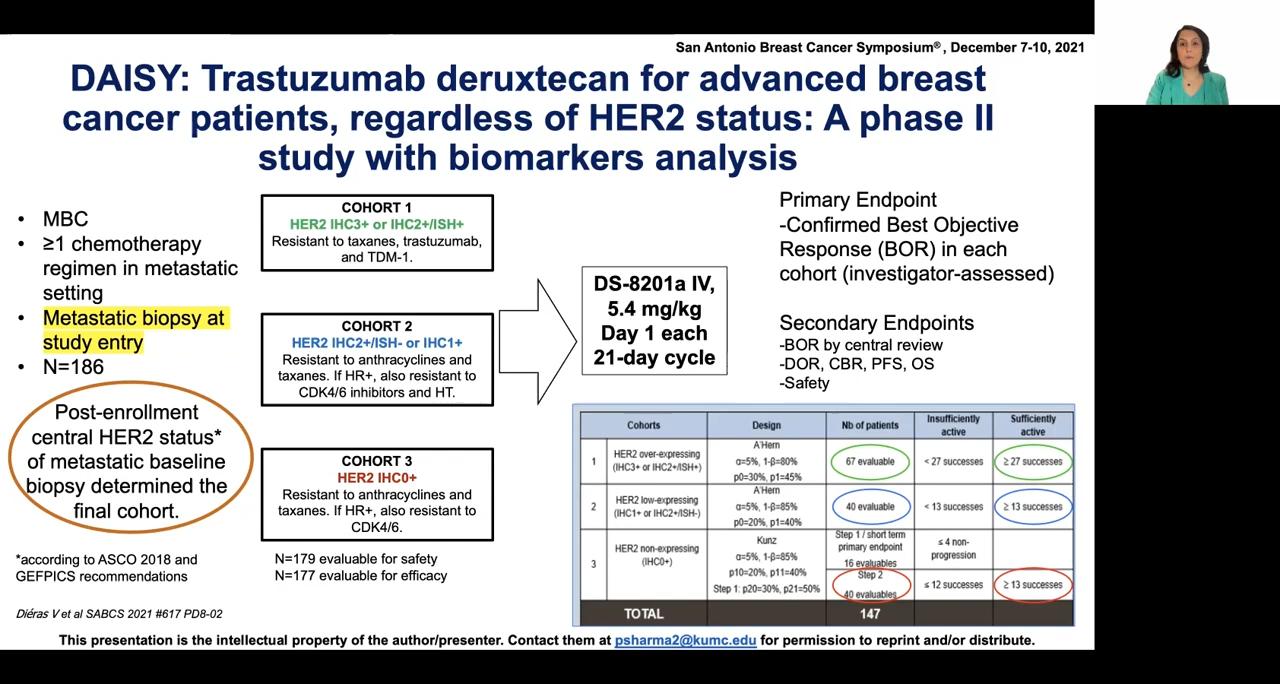 San Antonio Breast Cancer Symposium®, December 7-10, 2021
DAISY: Trastuzumab deruxtecan for advanced breast
cancer patients, regardless of HER2 status: A phase II
study with biomarkers analysis
• MBC
• ≥1 chemotherapy
regimen in metastatic
setting
• Metastatic biopsy at
study entry
• N=186
Post-enrollment
central HER2 status*
of metastatic baseline
biopsy determined the
final cohort.
*according to ASCO 2018 and
GEFPICS recommendations
COHORT 1
HER2 IHC3+ or IHC2+/ISH+
Resistant to taxanes, trastuzumab,
and TDM-1.
COHORT 2
HER2 IHC2+/ISH- or IHC1+
Resistant to anthracyclines and
taxanes. If HR+, also resistant to
CDK4/6 inhibitors and HT.
COHORT 3
HER2 IHC0+
Resistant to anthracyclines and
taxanes. If HR+, also resistant to
CDK4/6.
N=179 evaluable for safety
N=177 evaluable for efficacy
DS-8201a IV,
5.4 mg/kg
Day 1 each
21-day cycle
Primary Endpoint
-Confirmed Best Objective
Response (BOR) in each
cohort (investigator-assessed)
Secondary Endpoints
-BOR by central review
-DOR, CBR, PFS, OS
-Safety
Cohorts Design Nb of patients Insufficiently active Sufficiently active
1 HER2 over-expressing
(IHC3+ or IHC2+/ISH+)
A'Hern
α=5%, 1-β=80%
p0=30%, p1=45%
67 evaluable
< 27 successes
≥ 27 successes
2 HER2 low-expressing
(IHC1+ or IHC2+/ISH-)
A'Hern
α=5%, 1-β=85%
p0=20%, p1=40%
40 evaluable
< 13 successes
≥ 13 successes
3 HER2 non-expressing
(IHC0+)
Kunz
α=5%, 1-β=85%
p10=20%, p11=40%
Step 1: p20=30%, p21=50%
Step 1 / short term
primary endpoint
16 evaluables
≤ 4 non-
progression
Step 2
40 evaluables
≤ 12 successes
≥ 13 successes
TOTAL 147
Diéras V et al SABCS 2021 #617 PD8-02
This presentation is the intellectual property of the author/presenter. Contact them at psharma2@kumc.edu for permission to reprint and/or distribute.